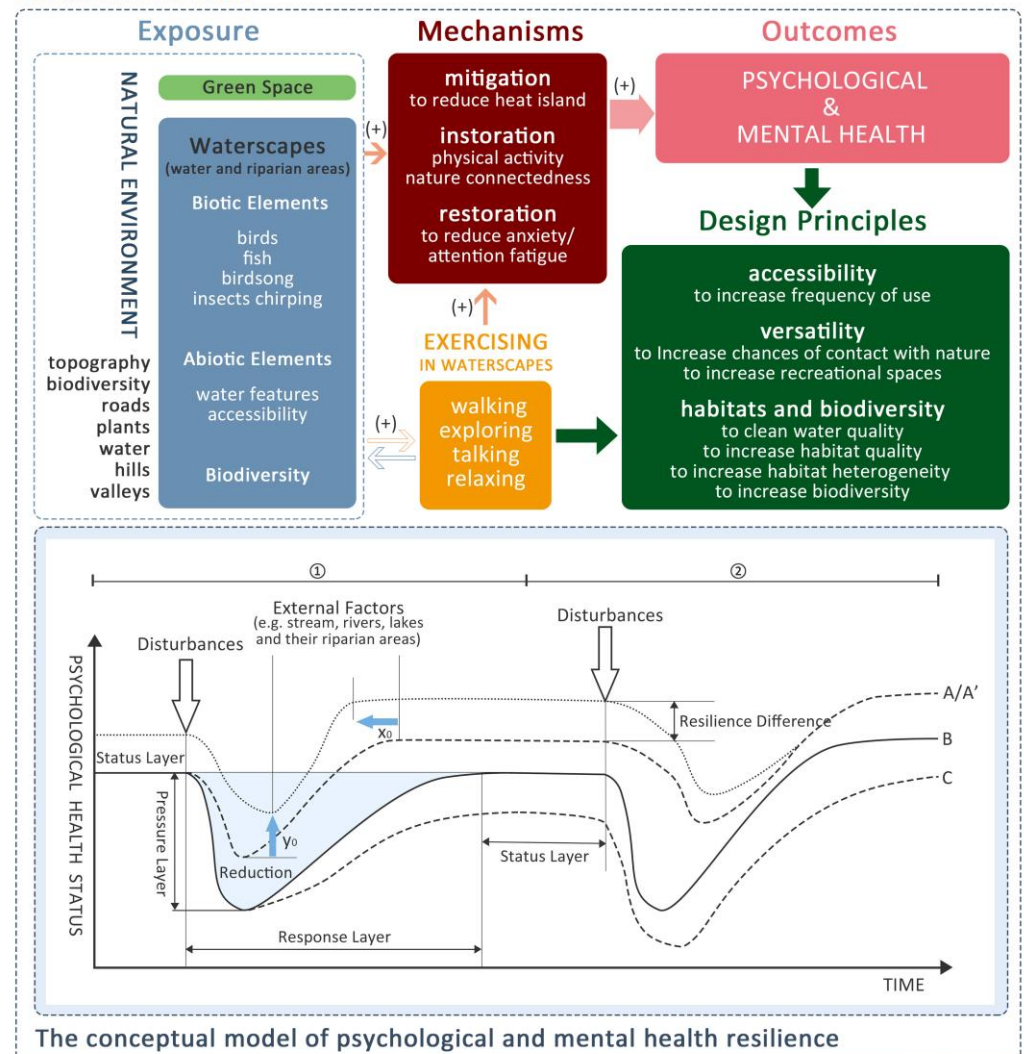 Exposure
NATURAL ENVIRONMENT
Green Space
Waterscapes
(water and riparian areas)
Biotic Elements
birds
fish
birdsong
insects chirping
Abiotic Elements
water features
accessibility
Biodiversity
topography
biodiversity
roads
plants
water
hills
valleys
(+)
(+)
Mechanisms
mitigation
to reduce heat island
instoration
physical activity
nature connectedness
restoration
to reduce anxiety/
attention fatigue
(+)
EXERCISING
IN WATERSCAPES
walking
exploring
talking
relaxing
(+)
Outcomes
PSYCHOLOGICAL
&
MENTAL HEALTH
Design Principles
accessibility
to increase frequency of use
versatility
to Increase chances of contact with nature
to increase recreational spaces
habitats and biodiversity
to clean water quality
to increase habitat quality
to increase habitat heterogeneity
to increase biodiversity
①
②
External Factors
(e.g. stream, rivers, lakes
and their riparian areas)
Disturbances
Disturbances
PSYCHOLOGICAL HEALTH STATUS
A/A’
Resilience Difference
x₀
B
Status Layer
C
Pressure Layer
y₀
Reduction
Status Layer
Response Layer
TIME
The conceptual model of psychological and mental health resilience